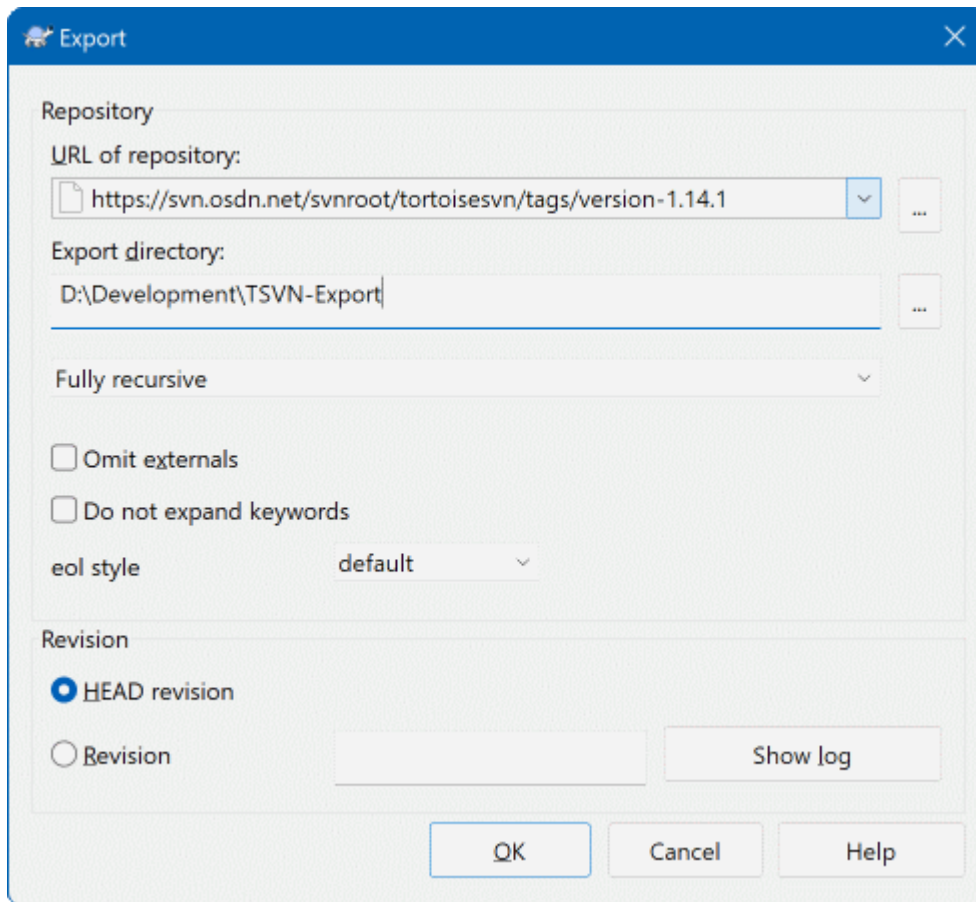 Export
Repository
URL of repository:
https://svn.osdn.net/svnroot/tortoisesvn/tags/version-1.14.1
...
Export directory:
D:\Development\TSVN-Export
...
Fully recursive
Omit externals
Do not expand keywords
eol style default
Revision
HEAD revision
Revision Show log
OK Cancel Help